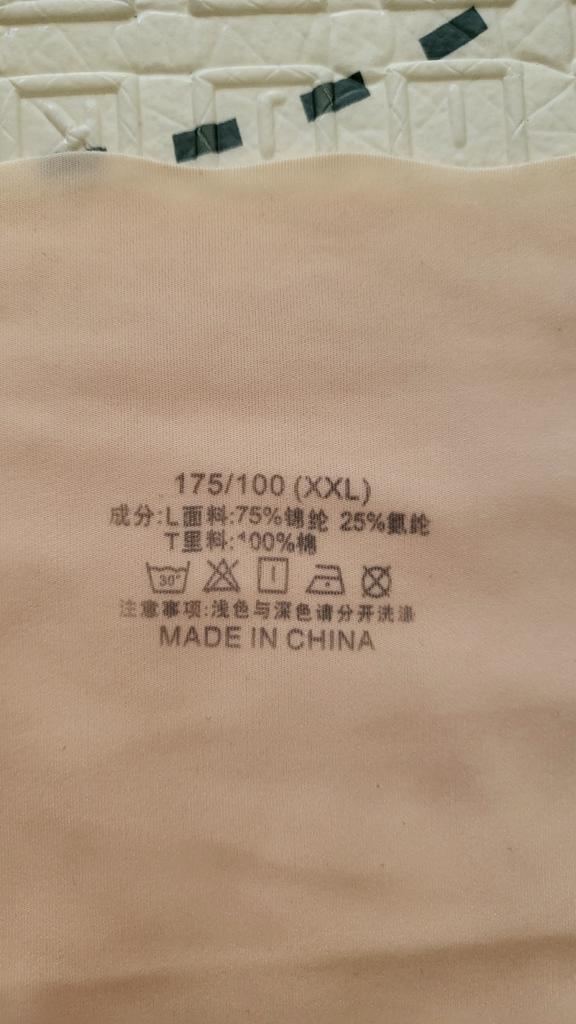 175/100 (XXL)
成分:L面料:75%锦纶 25%氨纶
T里料:100%棉
30°
注意事项:浅色与深色请分开洗涤
MADE IN CHINA